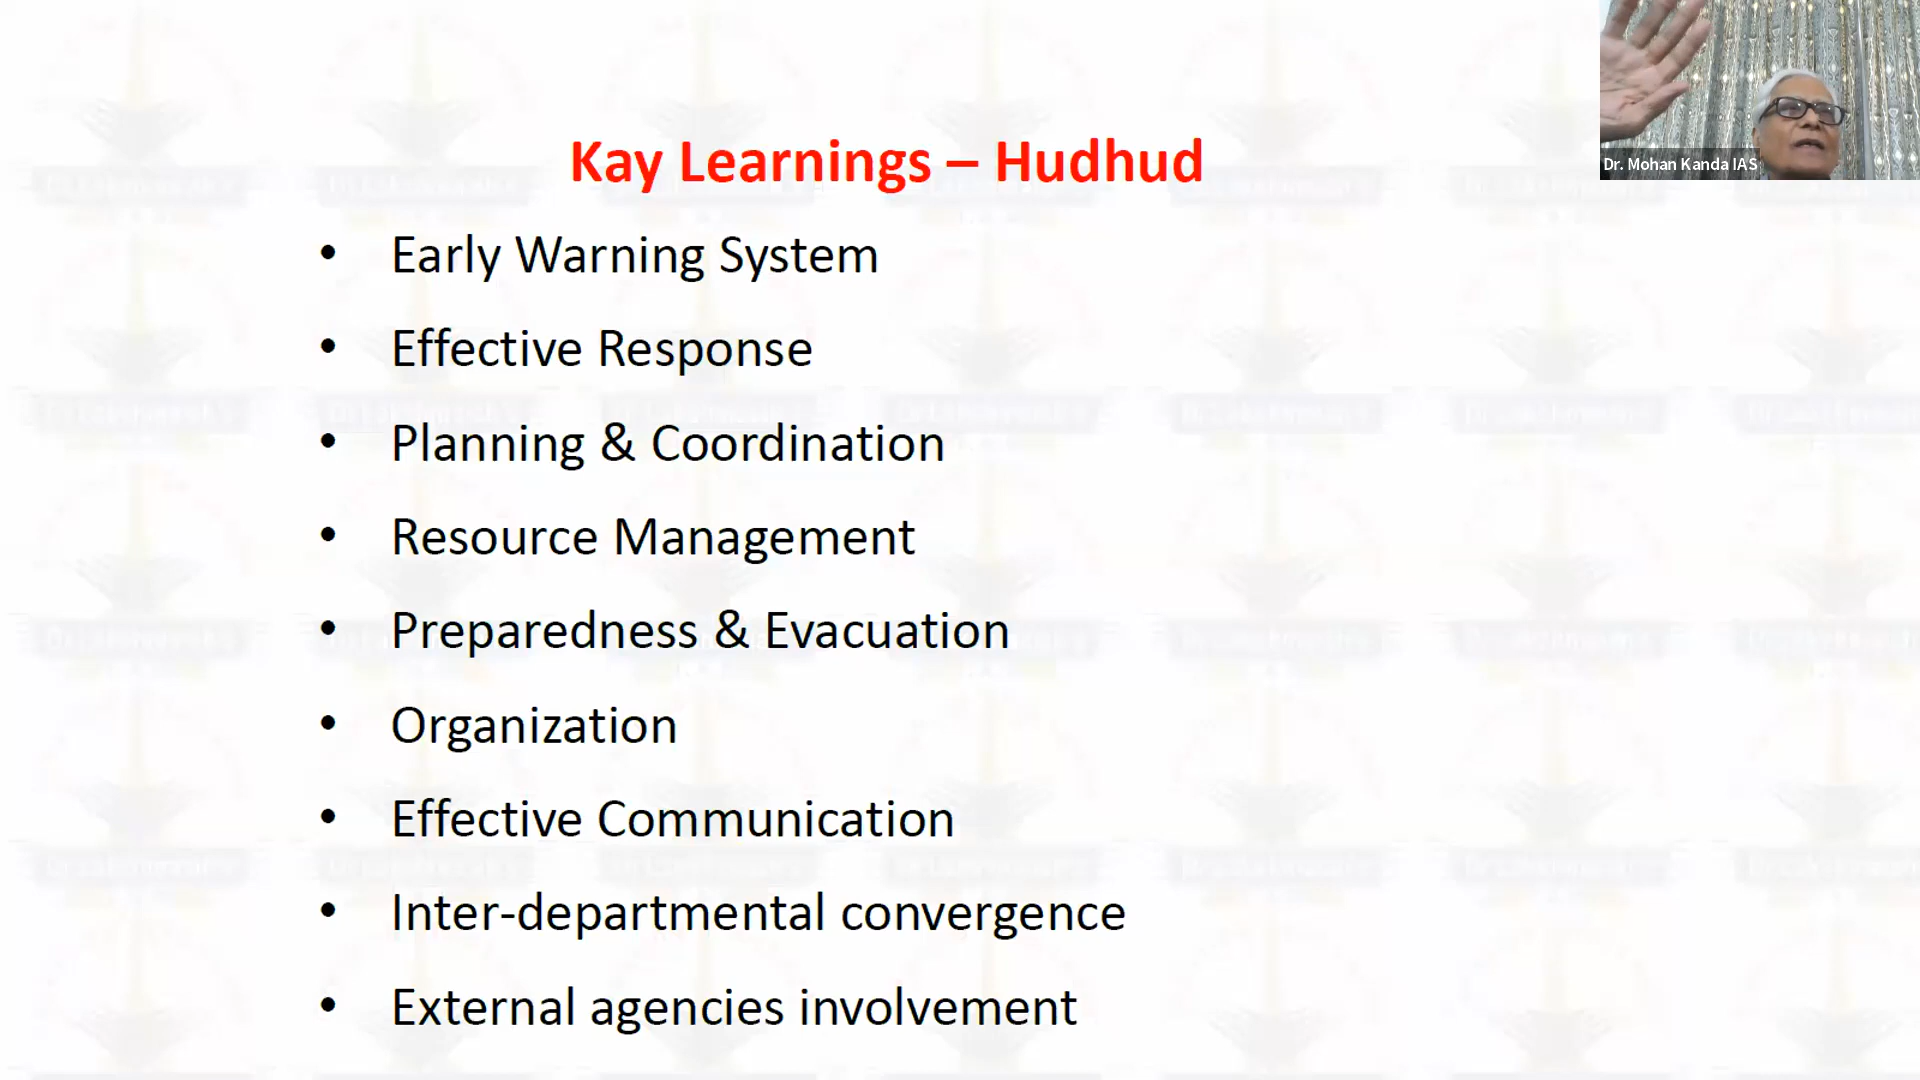 Kay Learnings – Hudhud
Dr. Mohan Kanda IAS
• Early Warning System
• Effective Response
• Planning & Coordination
• Resource Management
• Preparedness & Evacuation
• Organization
• Effective Communication
• Inter-departmental convergence
• External agencies involvement